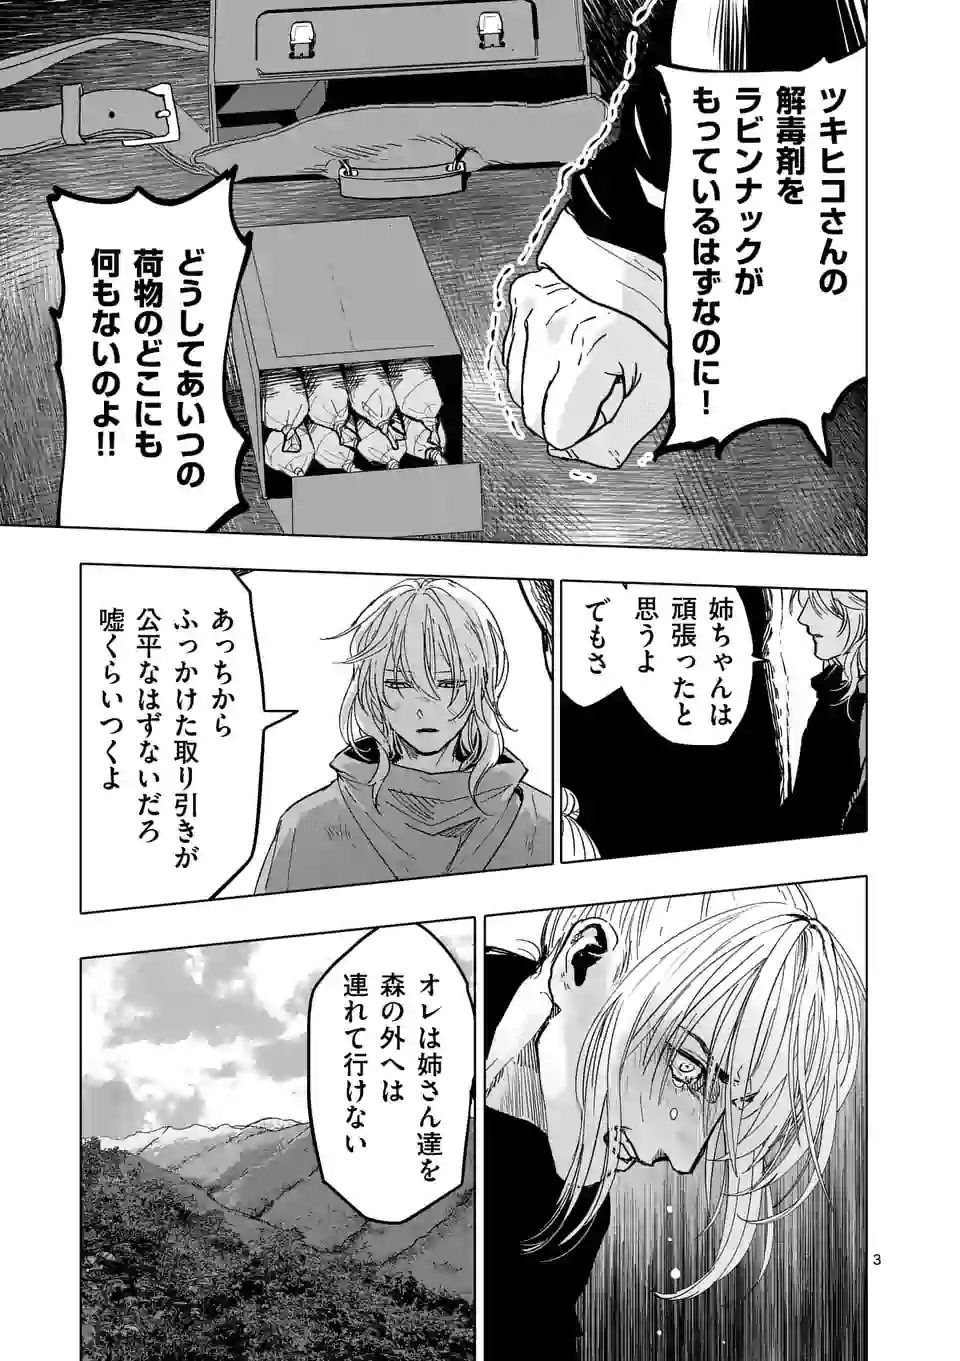 ツキヒコさんの
解毒剤を
ラビンナックが
もっているはずなのに！
どうしてあいつの
荷物のどこにも
何もないのよ！！
姉ちゃんは
頑張ったと
思うよ
でもさ
あっちから
ふっかけた取り引きが
公平なはずないだろ
嘘くらいつくよ
オレは姉さん達を
森の外へは
連れて行けない
3